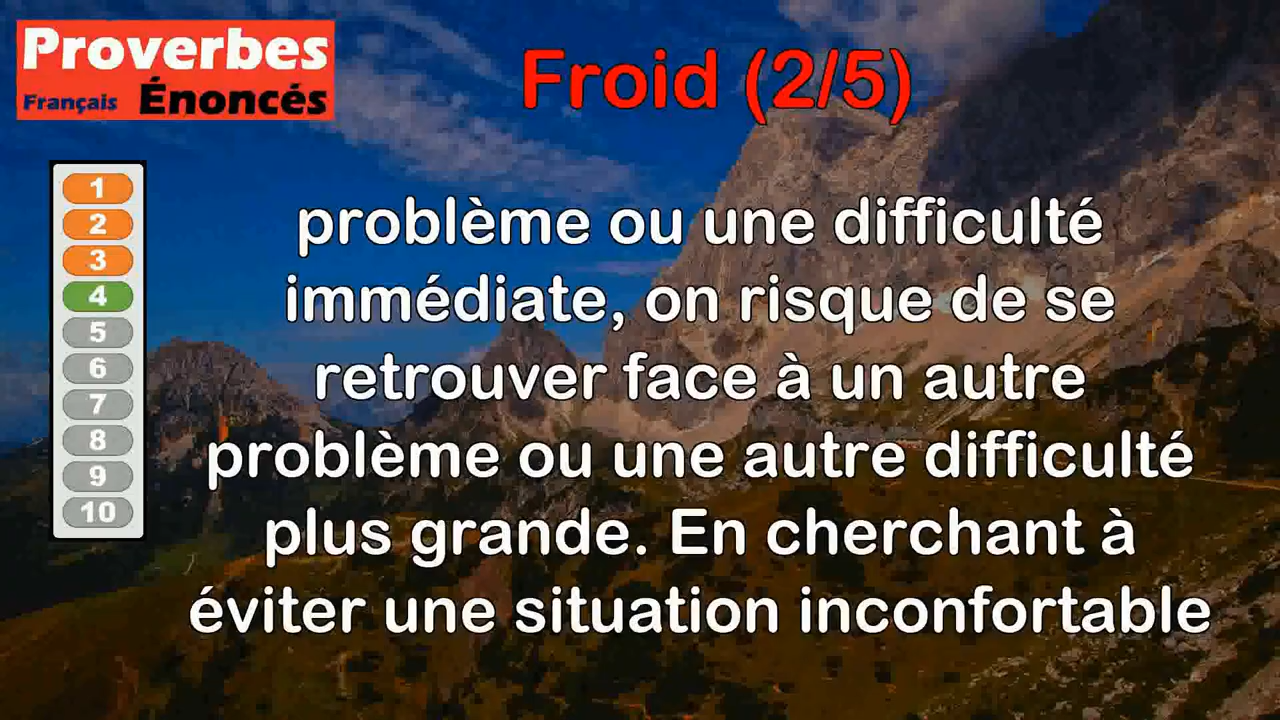 Proverbes
Français Énoncés
Froid (2/5)
1
2
3
4
5
6
7
8
9
10
problème ou une difficulté
immédiate, on risque de se
retrouver face à un autre
problème ou une autre difficulté
plus grande. En cherchant à
éviter une situation inconfortable